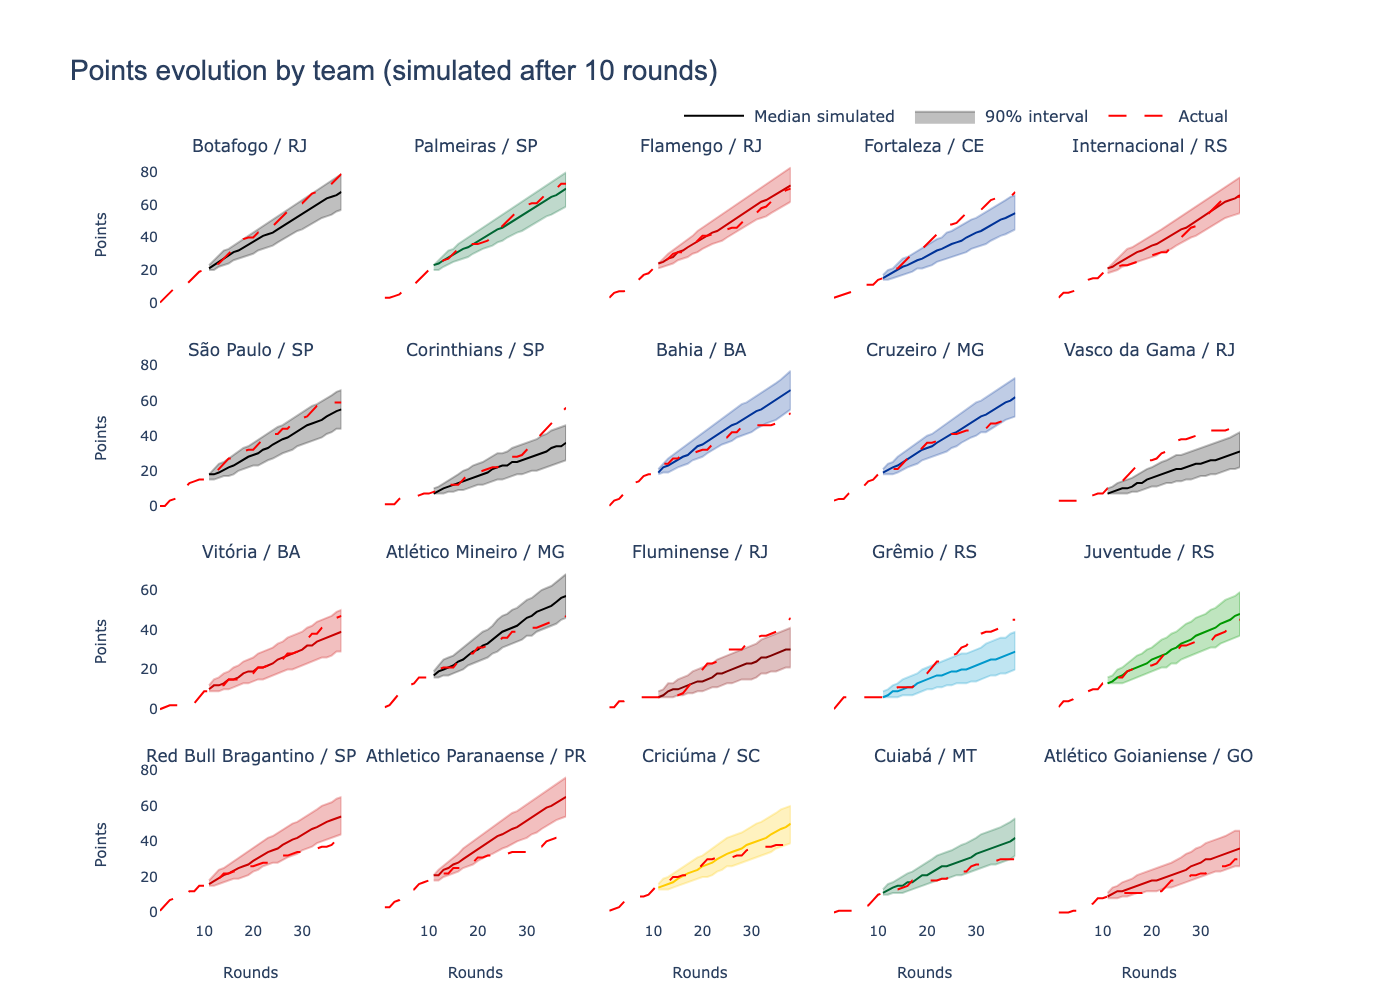 Points evolution by team (simulated after 10 rounds)
Median simulated 90% interval Actual
Botafogo / RJ Palmeiras / SP Flamengo / RJ Fortaleza / CE Internacional / RS
80
60
40
20
0
Points
São Paulo / SP Corinthians / SP Bahia / BA Cruzeiro / MG Vasco da Gama / RJ
80
60
40
20
0
Points
Vitória / BA Atlético Mineiro / MG Fluminense / RJ Grêmio / RS Juventude / RS
60
40
20
0
Points
Red Bull Bragantino / SP Athletico Paranaense / PR Criciúma / SC Cuiabá / MT Atlético Goianiense / GO
80
60
40
20
0
Points
10 20 30 10 20 30 10 20 30 10 20 30 10 20 30
Rounds Rounds Rounds Rounds Rounds